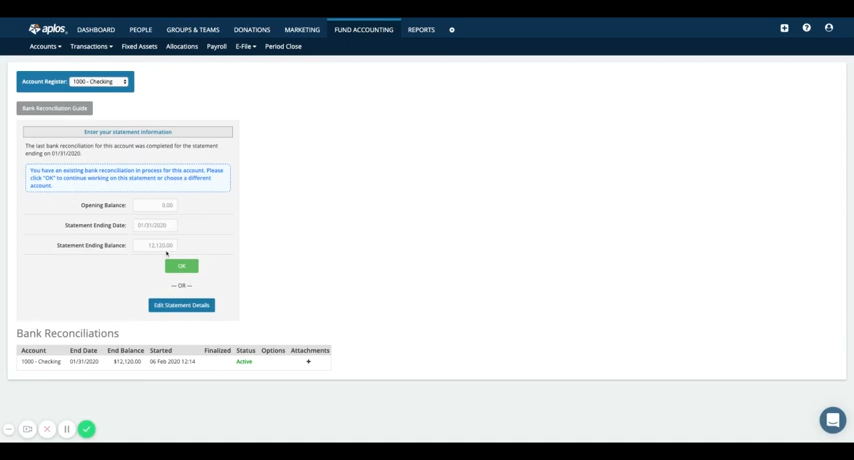 aplos DASHBOARD PEOPLE GROUPS & TEAMS DONATIONS MARKETING FUND ACCOUNTING REPORTS
Accounts Transactions Fixed Assets Allocations Payroll E-File Period Close
Account Register: 1000 - Checking
Bank Reconciliation Guide
Enter your statement information
The last bank reconciliation for this account was completed for the statement
ending on 01/31/2020.
You have an existing bank reconciliation in process for this account. Please
click "OK" to continue working on this statement or choose a different
account.
Opening Balance: 0.00
Statement Ending Date: 01/31/2020
Statement Ending Balance: 12,120.00
OK
— OR —
Edit Statement Details
Bank Reconciliations
Account End Date End Balance Started Finalized Status Options Attachments
1000 - Checking 01/31/2020 $12,120.00 06 Feb 2020 12:14 Active +